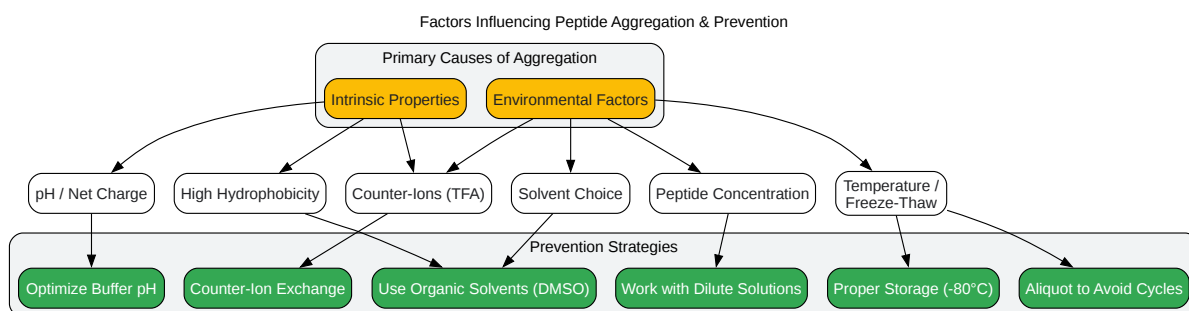 Factors Influencing Peptide Aggregation & Prevention
Primary Causes of Aggregation
Intrinsic Properties
Environmental Factors
pH / Net Charge
High Hydrophobicity
Counter-Ions (TFA)
Solvent Choice
Peptide Concentration
Temperature /
Freeze-Thaw
Prevention Strategies
Optimize Buffer pH
Counter-Ion Exchange
Use Organic Solvents (DMSO)
Work with Dilute Solutions
Proper Storage (-80°C)
Aliquot to Avoid Cycles